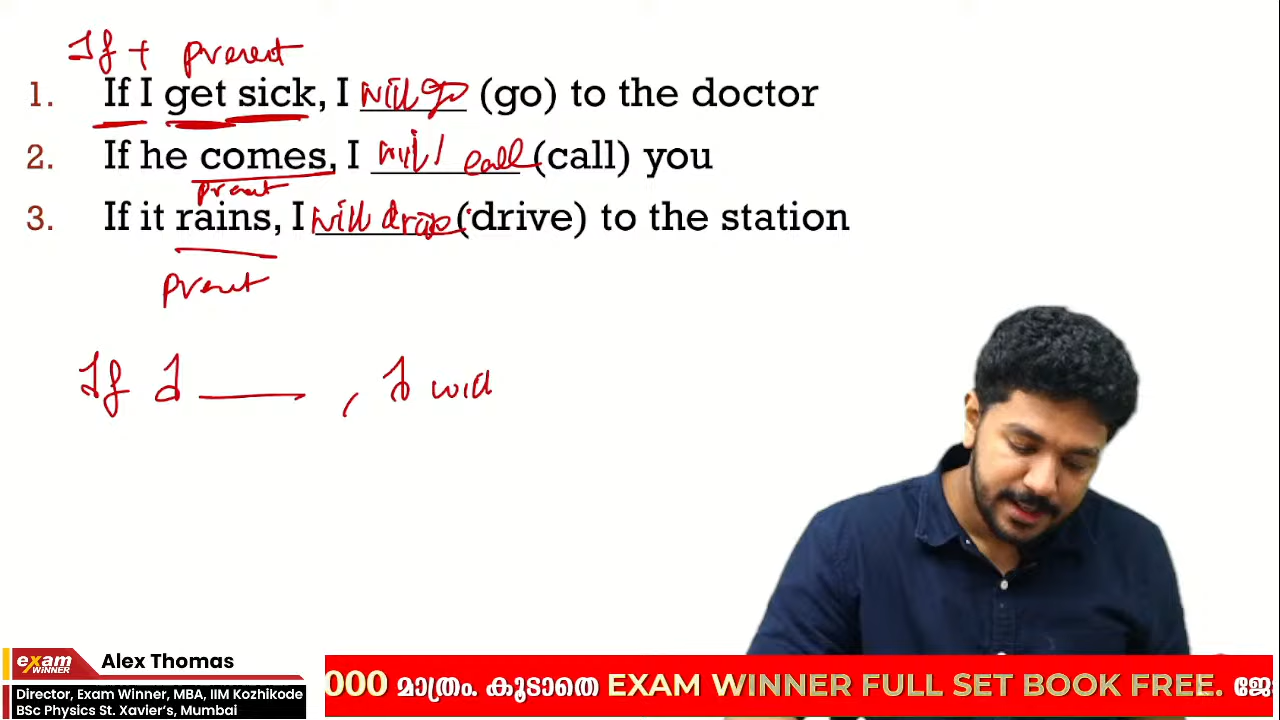 If + present
1. If I get sick, I will go (go) to the doctor
2. If he comes, I will call (call) you
present
3. If it rains, I will drop (drive) to the station
present
If I ____ , I will
exam WINNER Alex Thomas
Director, Exam Winner, MBA, IIM Kozhikode
BSc Physics St. Xavier's, Mumbai
000 മാത്രം. കൂടാതെ EXAM WINNER FULL SET BOOK FREE. ജോ